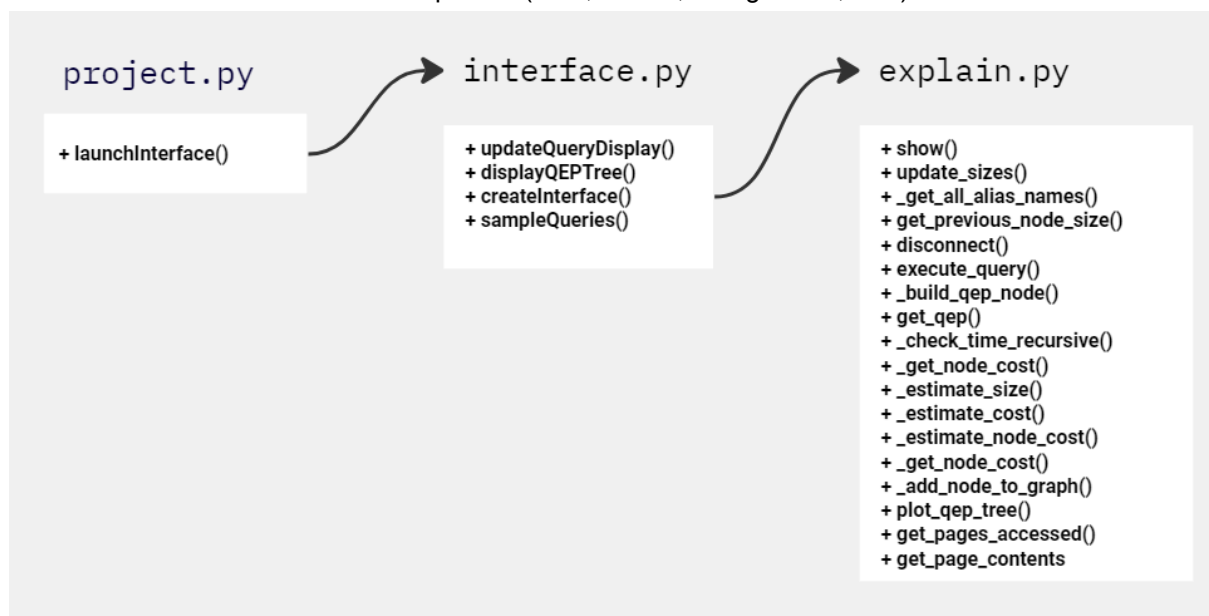 project.py
+ launchInterface()
interface.py
+ updateQueryDisplay()
+ displayQEPTree()
+ createInterface()
+ sampleQueries()
explain.py
+ show()
+ update_sizes()
+ _get_all_alias_names()
+ get_previous_node_size()
+ disconnect()
+ execute_query()
+ _build_qep_node()
+ get_qep()
+ _check_time_recursive()
+ _get_node_cost()
+ _estimate_size()
+ _estimate_cost()
+ _estimate_node_cost()
+ _get_node_cost()
+ _add_node_to_graph()
+ plot_qep_tree()
+ get_pages_accessed()
+ get_page_contents